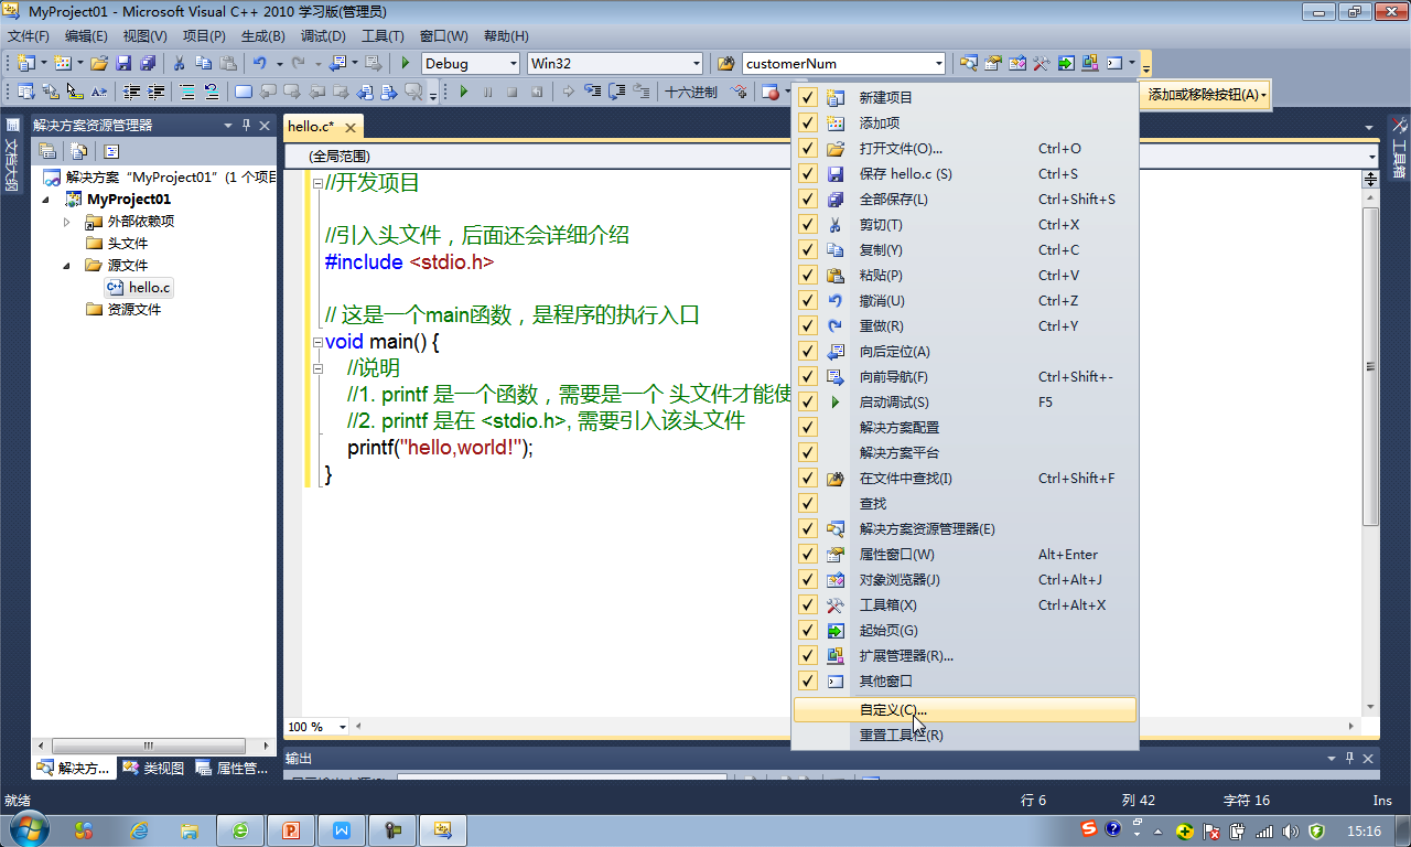 MyProject01 - Microsoft Visual C++ 2010 学习版(管理员)
文件(F) 编辑(E) 视图(V) 项目(P) 生成(B) 调试(D) 工具(T) 窗口(W) 帮助(H)
Debug Win32 customerNum
十六进制
添加或移除按钮(A)
文档大纲
解决方案资源管理器
解决方案“MyProject01”(1 个项目
MyProject01
外部依赖项
头文件
源文件
hello.c
资源文件
解决方... 类视图 属性管...
hello.c*
(全局范围)
//开发项目
//引入头文件，后面还会详细介绍
#include <stdio.h>
// 这是一个main函数，是程序的执行入口
void main() {
//说明
//1. printf 是一个函数，需要是一个 头文件才能使
//2. printf 是在 <stdio.h>, 需要引入该头文件
printf("hello,world!");
}
100 %
输出
新建项目
添加项
打开文件(O)... Ctrl+O
保存 hello.c (S) Ctrl+S
全部保存(L) Ctrl+Shift+S
剪切(T) Ctrl+X
复制(Y) Ctrl+C
粘贴(P) Ctrl+V
撤消(U) Ctrl+Z
重做(R) Ctrl+Y
向后定位(A)
向前导航(F) Ctrl+Shift+-
启动调试(S) F5
解决方案配置
解决方案平台
在文件中查找(I) Ctrl+Shift+F
查找
解决方案资源管理器(E)
属性窗口(W) Alt+Enter
对象浏览器(J) Ctrl+Alt+J
工具箱(X) Ctrl+Alt+X
起始页(G)
扩展管理器(R)...
其他窗口
自定义(C)...
重置工具栏(R)
工具箱
就绪 行 6 列 42 字符 16 Ins
15:16